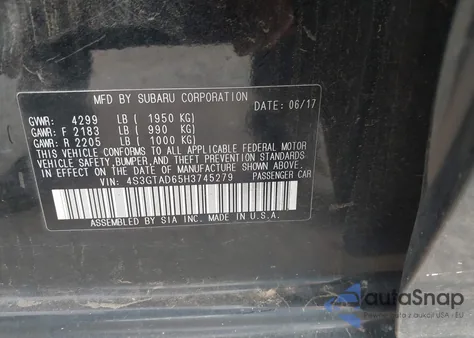 MFD BY SUBARU CORPORATION
DATE: 06/17
GVWR: 4299 LB ( 1950 KG)
GAWR: F 2183 LB ( 990 KG)
GAWR: R 2205 LB ( 1000 KG)
THIS VEHICLE CONFORMS TO ALL APPLICABLE FEDERAL MOTOR
VEHICLE SAFETY, BUMPER, AND THEFT PREVENTION STANDARDS
IN EFFECT ON THE DATE OF MANUFACTURE SHOWN ABOVE.
VIN: 4S3GTAD65H3745279 PASSENGER CAR
ASSEMBLED BY SIA INC. MADE IN U.S.A.
autoSnap